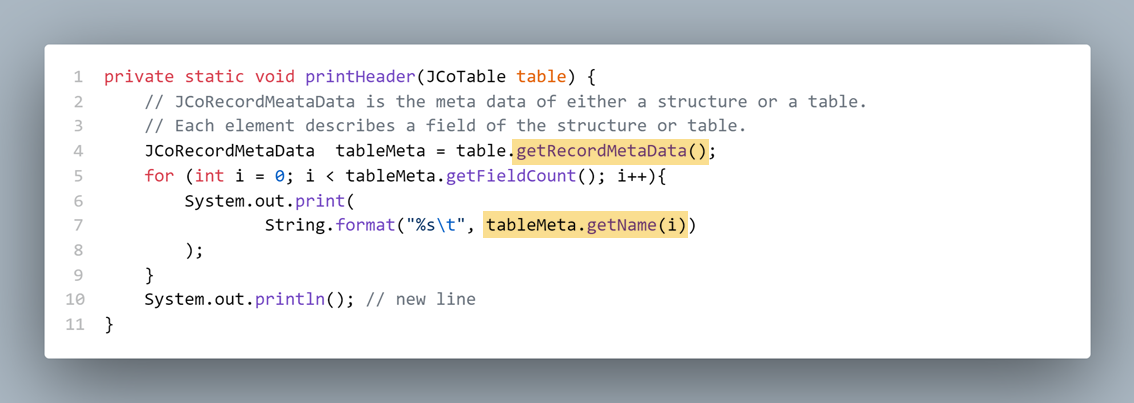 1 private static void printHeader(JCoTable table) {
2     // JCoRecordMeataData is the meta data of either a structure or a table.
3     // Each element describes a field of the structure or table.
4     JCoRecordMetaData  tableMeta = table.getRecordMetaData();
5     for (int i = 0; i < tableMeta.getFieldCount(); i++){
6         System.out.print(
7                 String.format("%s\t", tableMeta.getName(i))
8         );
9     }
10     System.out.println(); // new line
11 }